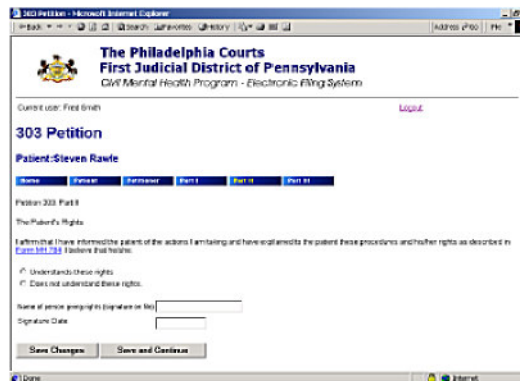 303 Petition - Microsoft Internet Explorer
Back Search Favorites History
Address
The Philadelphia Courts
First Judicial District of Pennsylvania
Civil Mental Health Program - Electronic Filing System
Current user: Fred Smith
Logout
303 Petition
Patient:Steven Rawle
Home Patient Petitioner Part I Part II Part III
Petition 303: Part II
The Patient's Rights
I affirm that I have informed the patient of the actions I am taking and have explained to the patient these procedures and his/her rights as described in
Form MH 784. I believe that he/she:
Understands these rights
Does not understand these rights.
Name of person giving rights (signature on file)
Signature Date
Save Changes Save and Continue
Done Internet